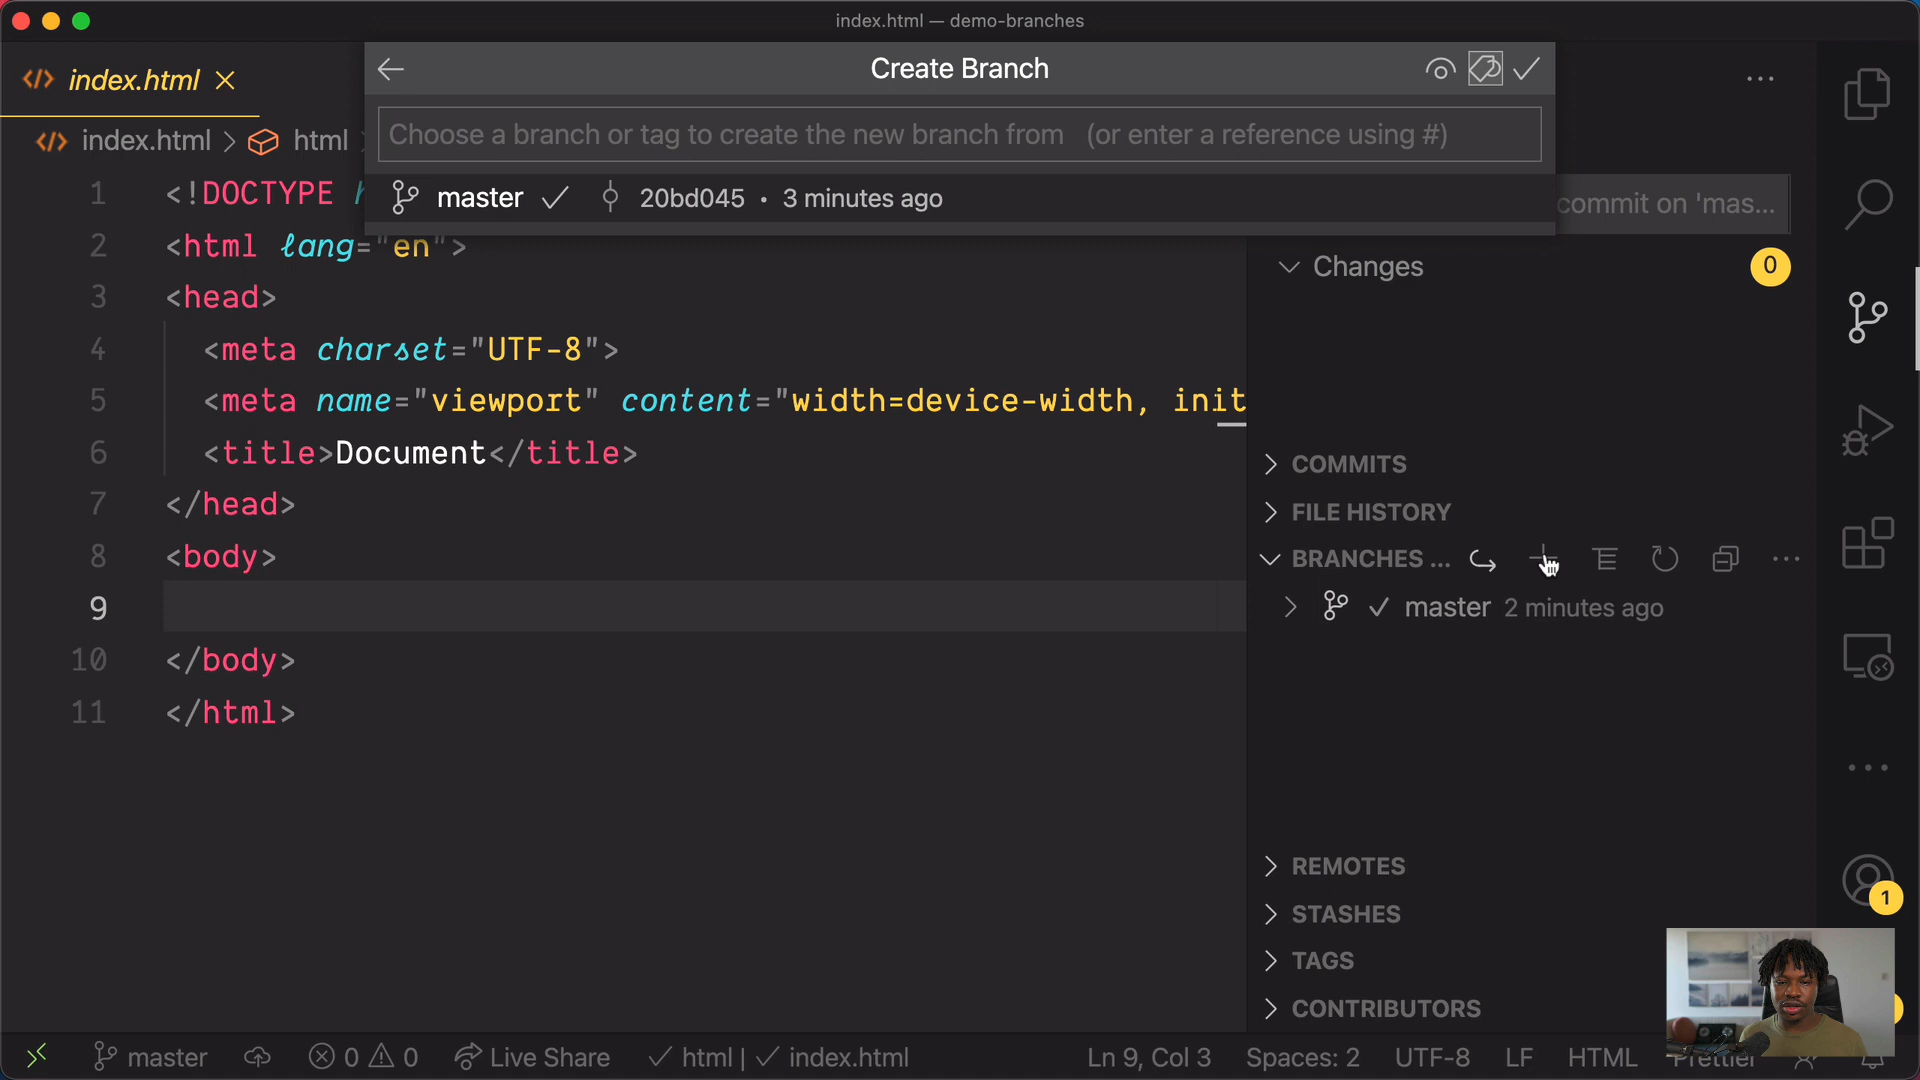 index.html — demo-branches
index.html
Create Branch
index.html > html
Choose a branch or tag to create the new branch from (or enter a reference using #)
master 20bd045 • 3 minutes ago
commit on 'mas...
Changes
0
1 <!DOCTYPE
2 <html lang="en">
3 <head>
4 <meta charset="UTF-8">
5 <meta name="viewport" content="width=device-width, init
6 <title>Document</title>
7 </head>
8 <body>
9
10 </body>
11 </html>
COMMITS
FILE HISTORY
BRANCHES ...
master 2 minutes ago
REMOTES
STASHES
TAGS
CONTRIBUTORS
1
master 0 0 Live Share html | index.html Ln 9, Col 3 Spaces: 2 UTF-8 LF HTML Prettier